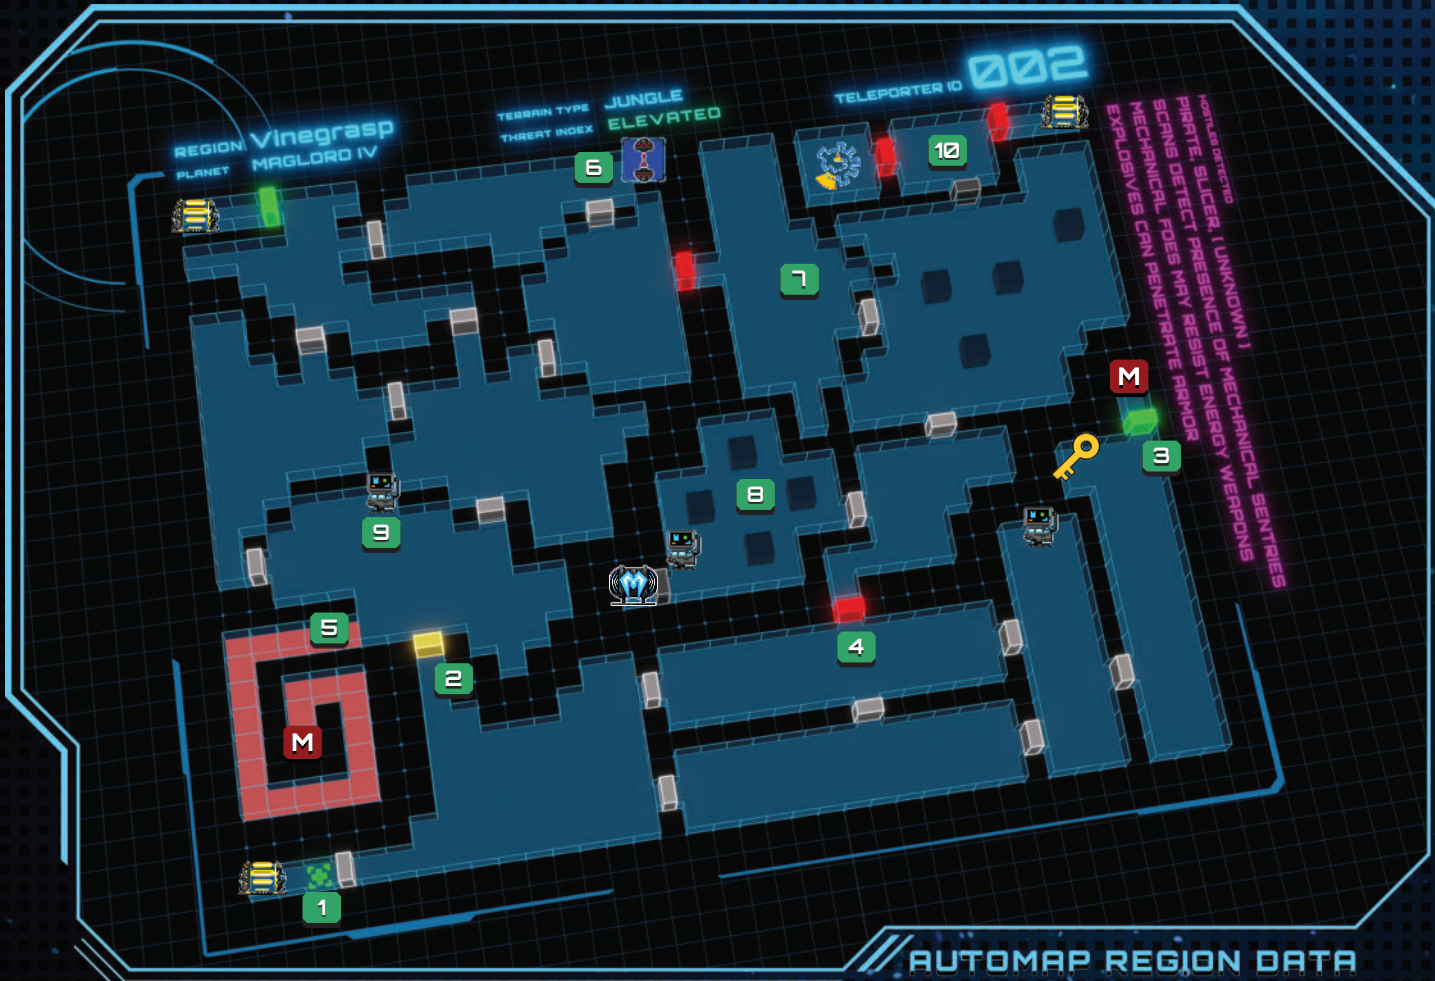 TELEPORTER ID 002
TERRAIN TYPE JUNGLE
THREAT INDEX ELEVATED
REGION Vinegrasp
PLANET MAGLORD IV
HOSTILES DETECTED
PIRATE, SLICER, 1 UNKNOWN 1
SCANS DETECT PRESENCE OF MECHANICAL SENTRIES
MECHANICAL FOES MAY RESIST ENERGY WEAPONS
EXPLOSIVES CAN PENETRATE ARMOR
10
6
7
M
3
8
9
M
5
4
2
M
1
AUTOMAP REGION DATA